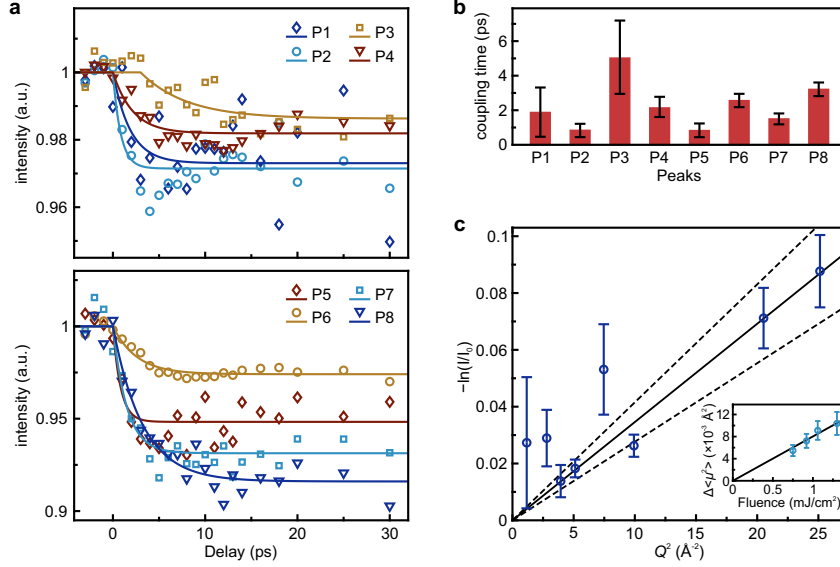 a
P1
P2
P3
P4
1
0.98
0.96
intensity (a.u.)
P5
P6
P7
P8
1
0.95
0.9
intensity (a.u.)
0
10
20
30
Delay (ps)
b
6
4
2
0
coupling time (ps)
P1
P2
P3
P4
P5
P6
P7
P8
Peaks
c
0.1
0.08
0.06
0.04
0.02
0
−ln(I/I₀)
0
5
10
15
20
25
Q² (Å⁻²)
12
8
4
0
Δ<μ²> (×10⁻³ Å²)
0
0.5
1
Fluence (mJ/cm²)